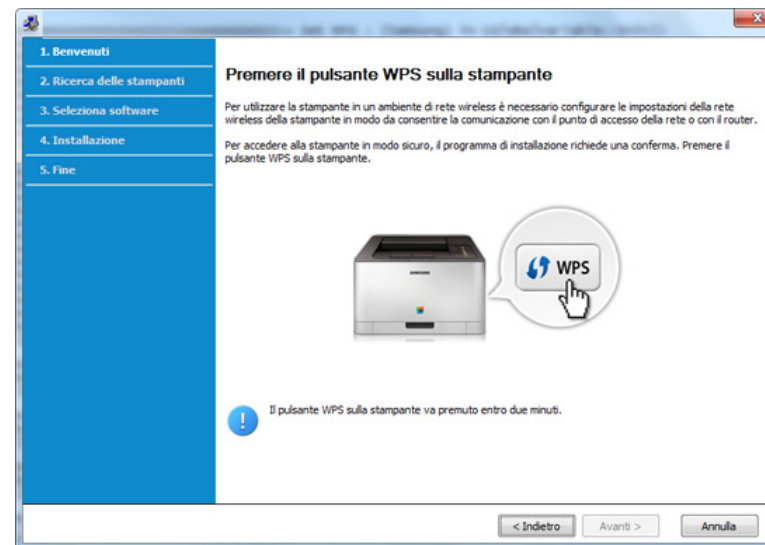 1. Benvenuti
2. Ricerca delle stampanti
3. Seleziona software
4. Installazione
5. Fine
Premere il pulsante WPS sulla stampante
Per utilizzare la stampante in un ambiente di rete wireless è necessario configurare le impostazioni della rete
wireless della stampante in modo da consentire la comunicazione con il punto di accesso della rete o con il router.
Per accedere alla stampante in modo sicuro, il programma di installazione richiede una conferma. Premere il
pulsante WPS sulla stampante.
SAMSUNG
WPS
Il pulsante WPS sulla stampante va premuto entro due minuti.
< Indietro
Avanti >
Annulla